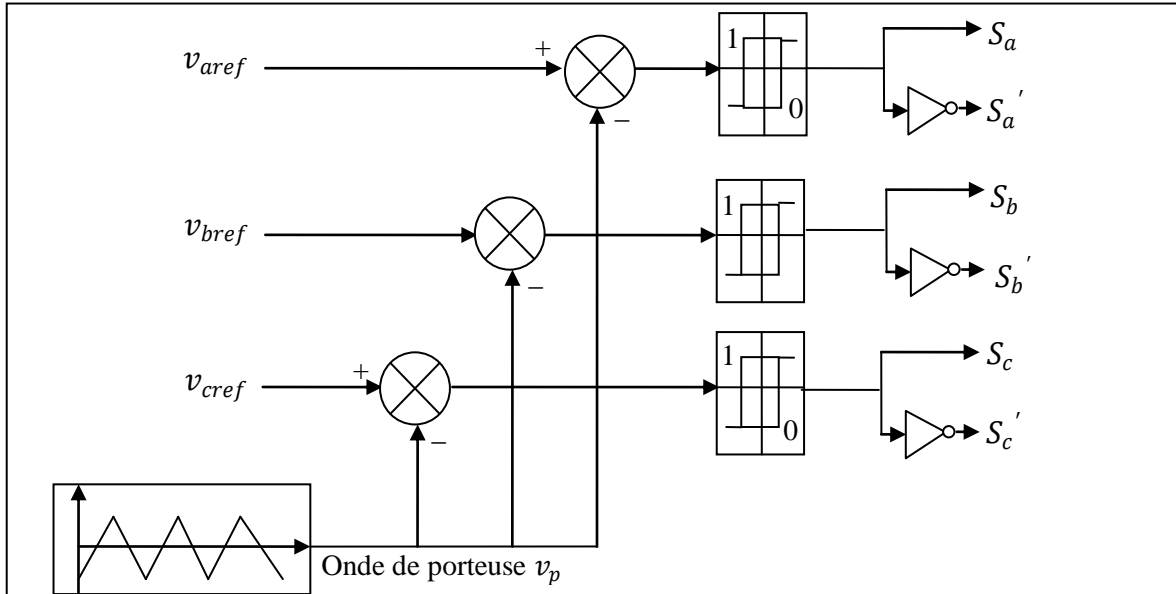 v_aref
+
−
1
0
S_a
S_a′
v_bref
−
1
S_b
S_b′
v_cref
+
−
1
0
S_c
S_c′
Onde de porteuse v_p